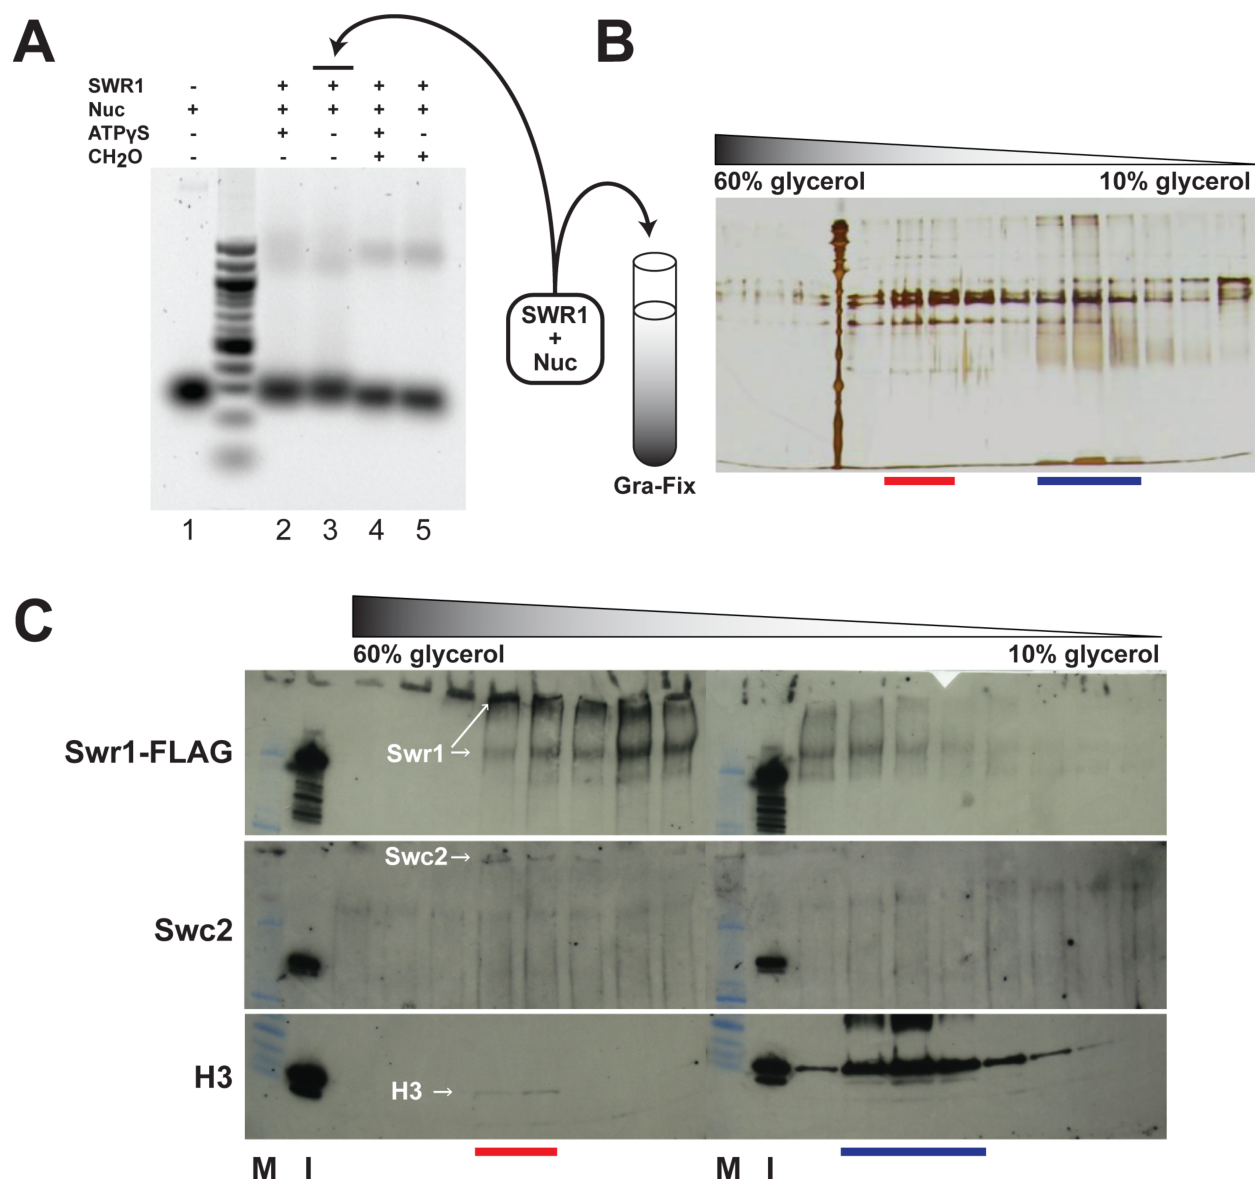 A
SWR1 - + + + +
Nuc + + + + +
ATPγS - + - + -
CH2O - - - + +
1 2 3 4 5
SWR1
+
Nuc
Gra-Fix
B
60% glycerol 10% glycerol
C
60% glycerol 10% glycerol
Swr1-FLAG
Swr1→
Swc2→
Swc2
H3
H3 →
M I M I